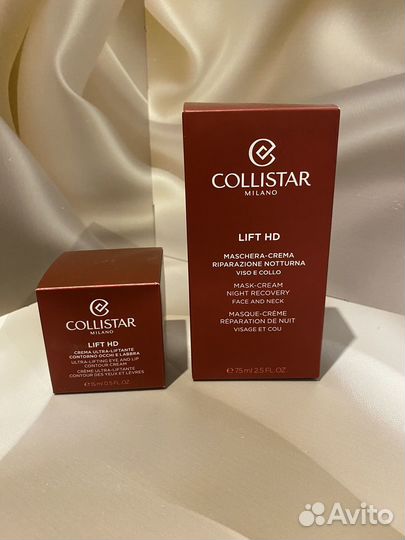 COLLISTAR
MILANO
LIFT HD
MASCHERA-CREMA
RIPARAZIONE NOTTURNA
VISO E COLLO
MASK-CREAM
NIGHT RECOVERY
FACE AND NECK
MASQUE-CRÈME
RÉPARATION DE NUIT
VISAGE ET COU
℮75 ml 2.5 FL.OZ.
COLLISTAR
MILANO
LIFT HD
CREMA ULTRA-LIFTANTE
CONTORNO OCCHI E LABBRA
ULTRA-LIFTING EYE AND LIP
CONTOUR CREAM
CRÈME ULTRA-LIFTANTE
CONTOUR DES YEUX ET LÈVRES
℮15 ml 0.5 FL.OZ.
Avito